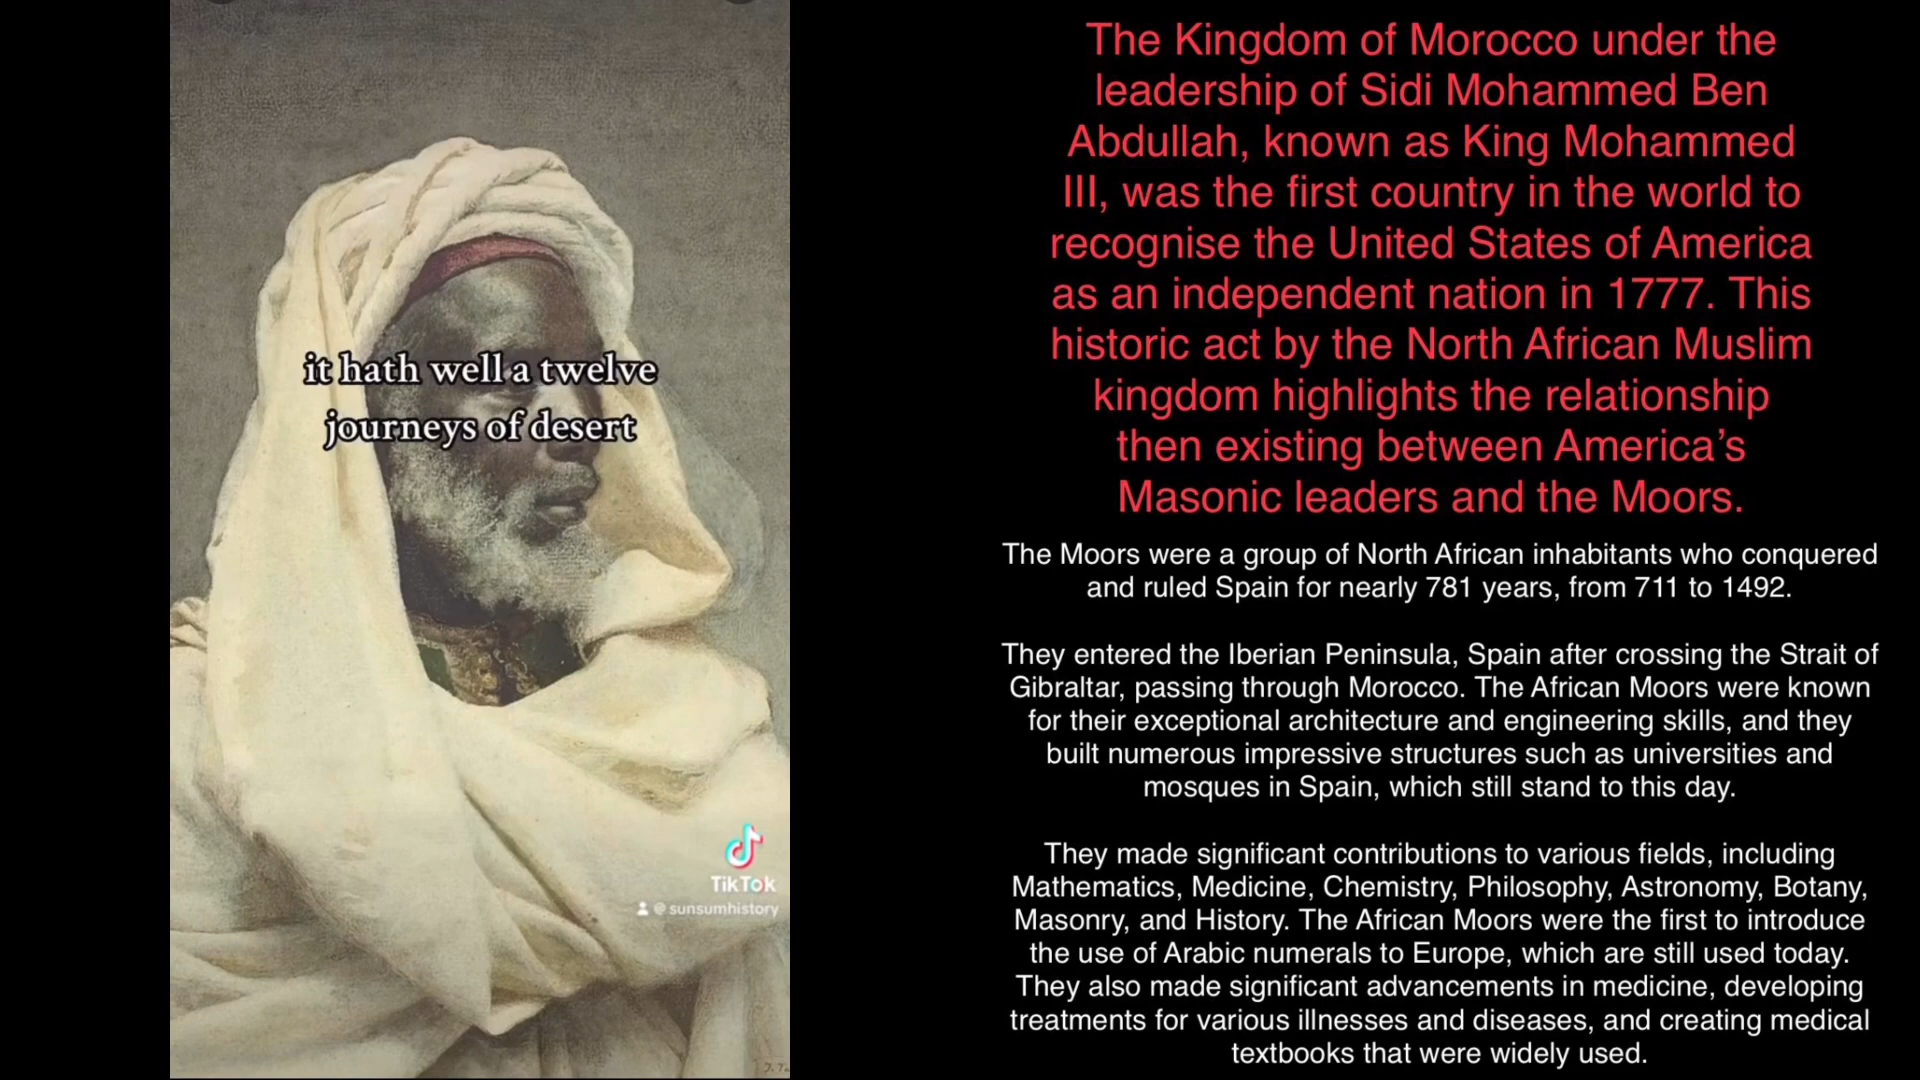 it hath well a twelve
journeys of desert
TikTok
@sunsumhistory
The Kingdom of Morocco under the
leadership of Sidi Mohammed Ben
Abdullah, known as King Mohammed
III, was the first country in the world to
recognise the United States of America
as an independent nation in 1777. This
historic act by the North African Muslim
kingdom highlights the relationship
then existing between America’s
Masonic leaders and the Moors.
The Moors were a group of North African inhabitants who conquered
and ruled Spain for nearly 781 years, from 711 to 1492.
They entered the Iberian Peninsula, Spain after crossing the Strait of
Gibraltar, passing through Morocco. The African Moors were known
for their exceptional architecture and engineering skills, and they
built numerous impressive structures such as universities and
mosques in Spain, which still stand to this day.
They made significant contributions to various fields, including
Mathematics, Medicine, Chemistry, Philosophy, Astronomy, Botany,
Masonry, and History. The African Moors were the first to introduce
the use of Arabic numerals to Europe, which are still used today.
They also made significant advancements in medicine, developing
treatments for various illnesses and diseases, and creating medical
textbooks that were widely used.